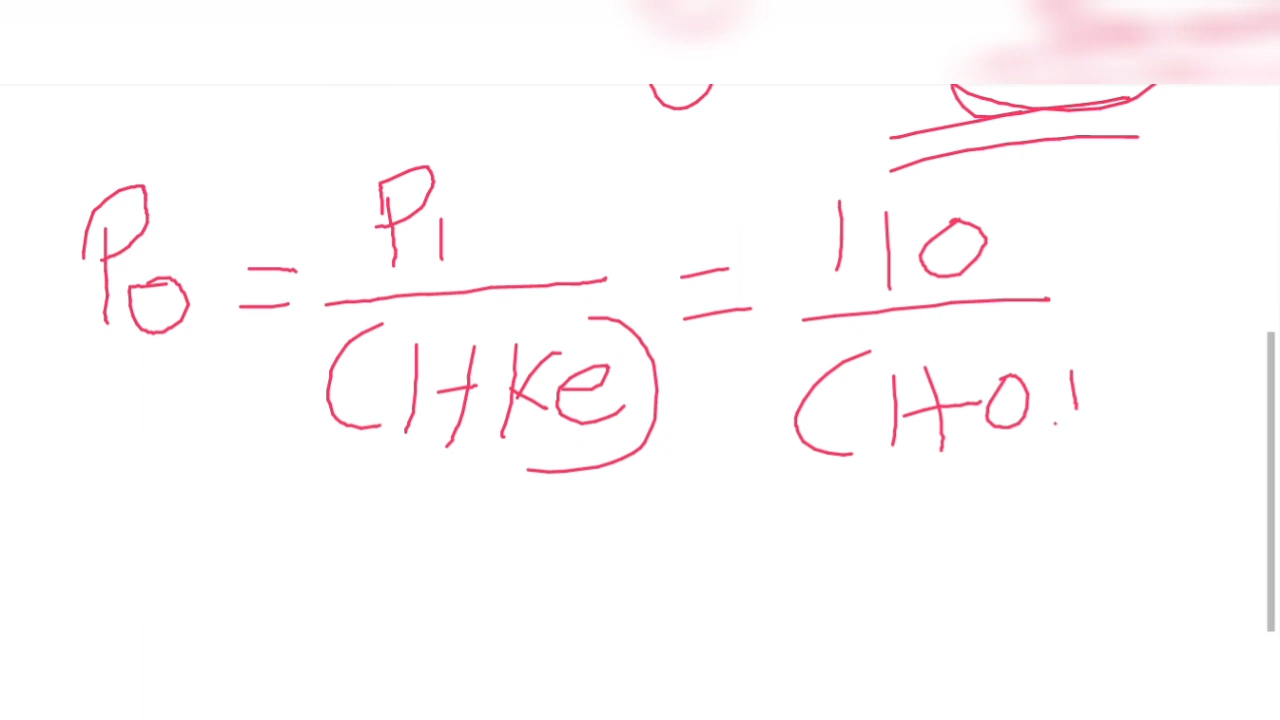 P0 = P1 / (1+Ke) = 110 / (1+0.1